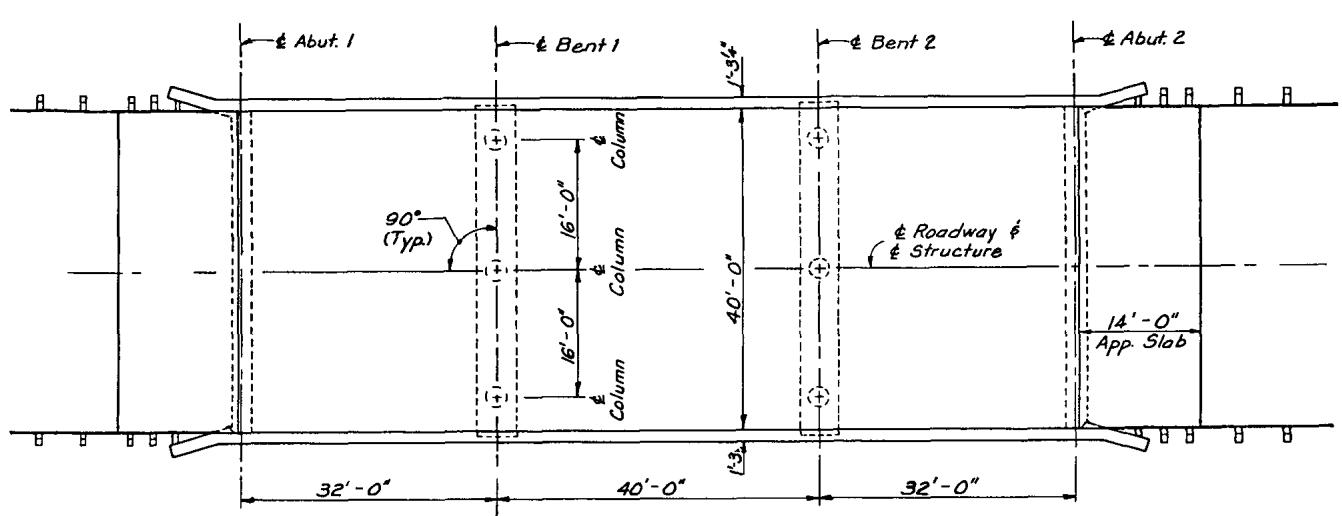 ℄ Abut. 1
℄ Bent 1
℄ Bent 2
℄ Abut. 2
1'-3¼"
℄ Column
90°
(Typ.)
16'-0"
℄ Column
℄ Roadway &
℄ Structure
40'-0"
14'-0"
App. Slab
16'-0"
℄ Column
1'-3
32'-0"
40'-0"
32'-0"